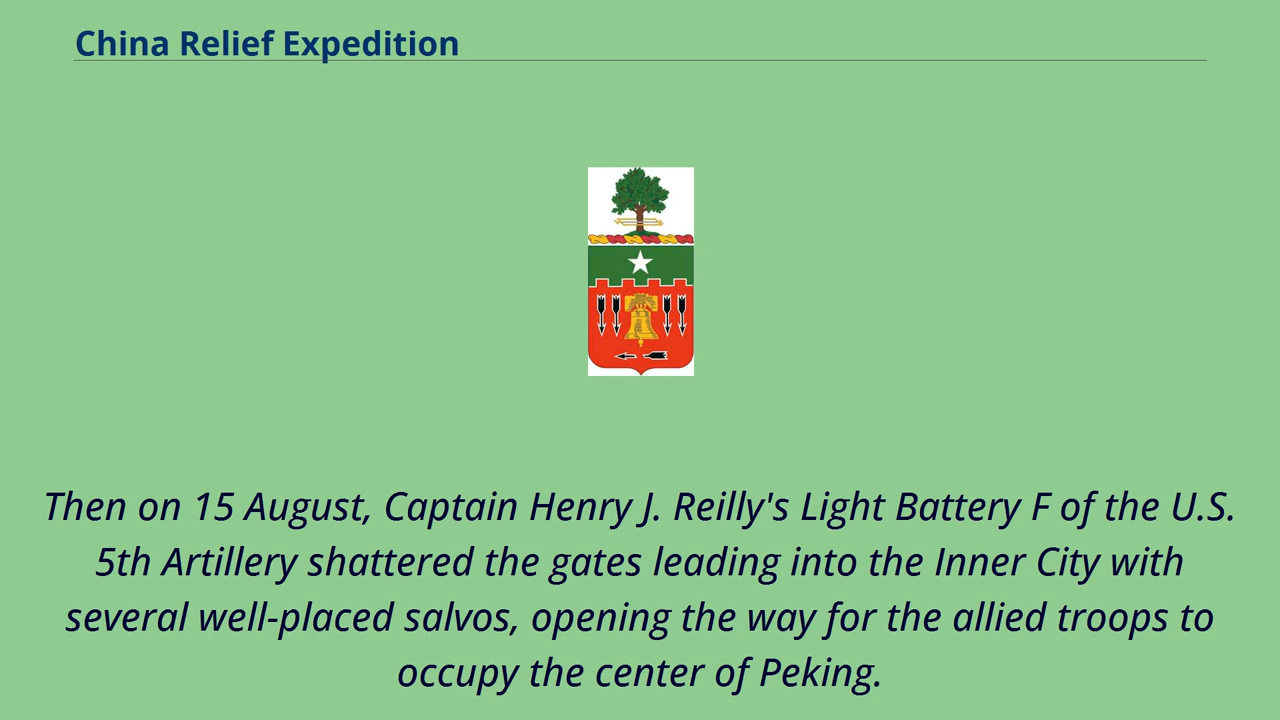 China Relief Expedition
Then on 15 August, Captain Henry J. Reilly's Light Battery F of the U.S.
5th Artillery shattered the gates leading into the Inner City with
several well-placed salvos, opening the way for the allied troops to
occupy the center of Peking.